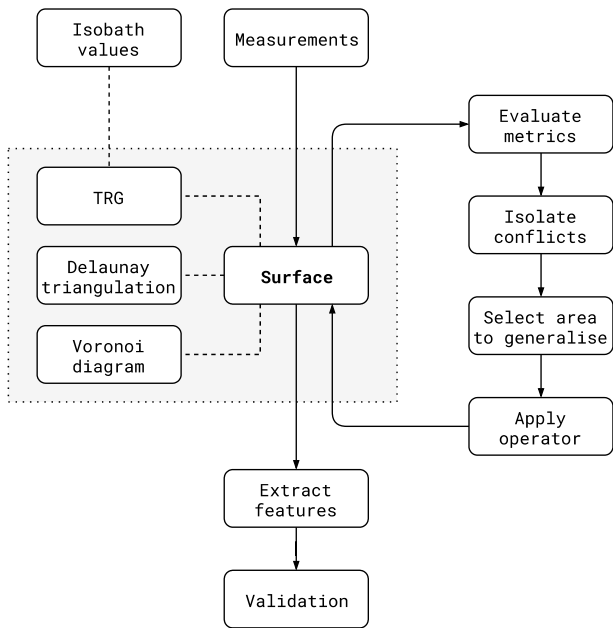 Isobath
values
Measurements
Evaluate
metrics
TRG
Isolate
conflicts
Delaunay
triangulation
Surface
Select area
to generalise
Voronoi
diagram
Apply
operator
Extract
features
Validation